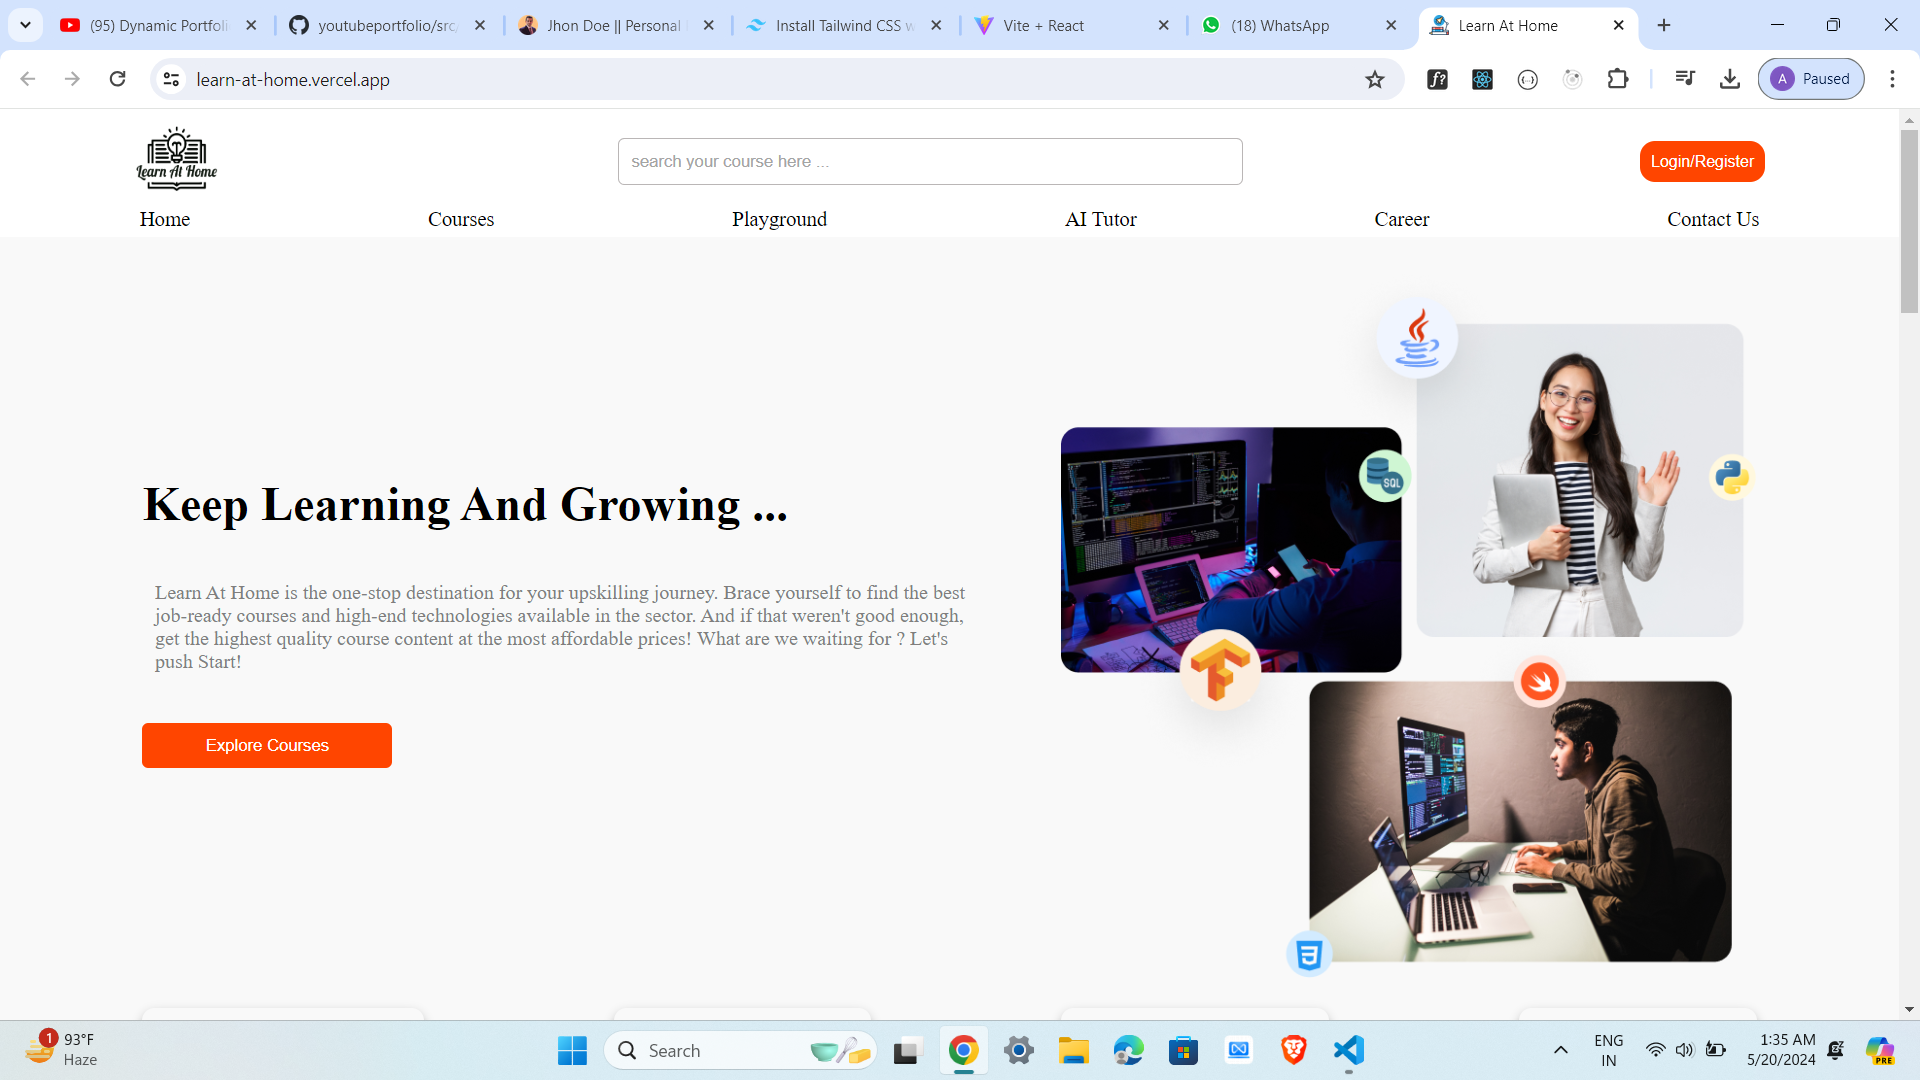 (95) Dynamic Portfoli
youtubeportfolio/src/
Jhon Doe || Personal
Install Tailwind CSS w
Vite + React
(18) WhatsApp
Learn At Home
learn-at-home.vercel.app
A
Paused
Learn At Home
search your course here ...
Login/Register
Home
Courses
Playground
AI Tutor
Career
Contact Us
SQL
Keep Learning And Growing ...
Learn At Home is the one-stop destination for your upskilling journey. Brace yourself to find the best
job-ready courses and high-end technologies available in the sector. And if that weren't good enough,
get the highest quality course content at the most affordable prices! What are we waiting for ? Let's
push Start!
Explore Courses
1
93°F
Haze
Search
ENG
IN
1:35 AM
5/20/2024
PRE